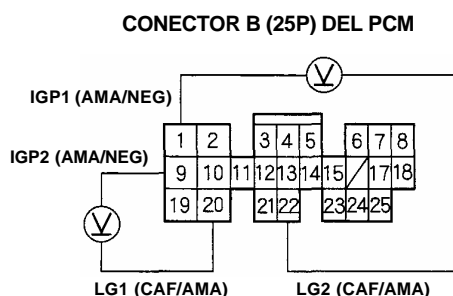 CONECTOR B (25P) DEL PCM
V
IGP1 (AMA/NEG)
1 2 3 4 5 6 7 8
IGP2 (AMA/NEG)
9 10 11 12 13 14 15 17 18
V
19 20 21 22 23 24 25
LG1 (CAF/AMA) LG2 (CAF/AMA)